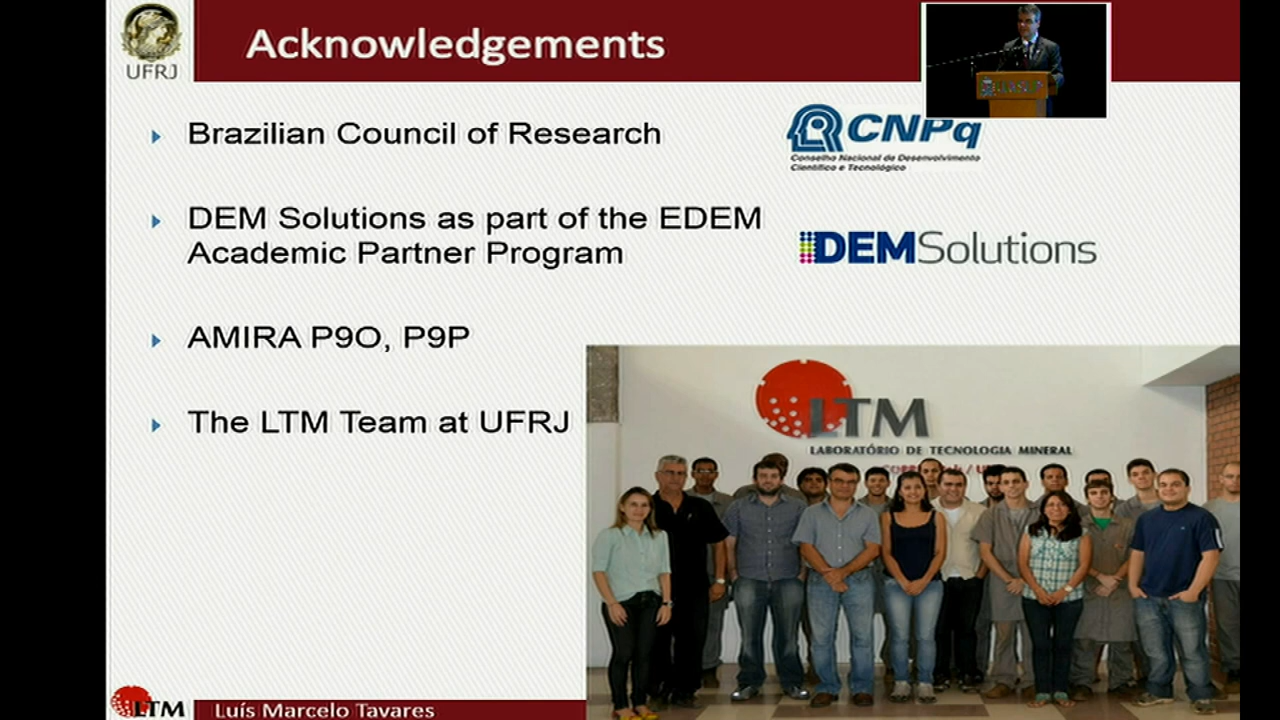 UFRJ
Acknowledgements
Brazilian Council of Research
CNPq
Conselho Nacional de Desenvolvimento
Científico e Tecnológico
DEM Solutions as part of the EDEM
Academic Partner Program
DEMSolutions
AMIRA P9O, P9P
The LTM Team at UFRJ
LTM
LABORATÓRIO DE TECNOLOGIA MINERAL
LTM
Luís Marcelo Tavares